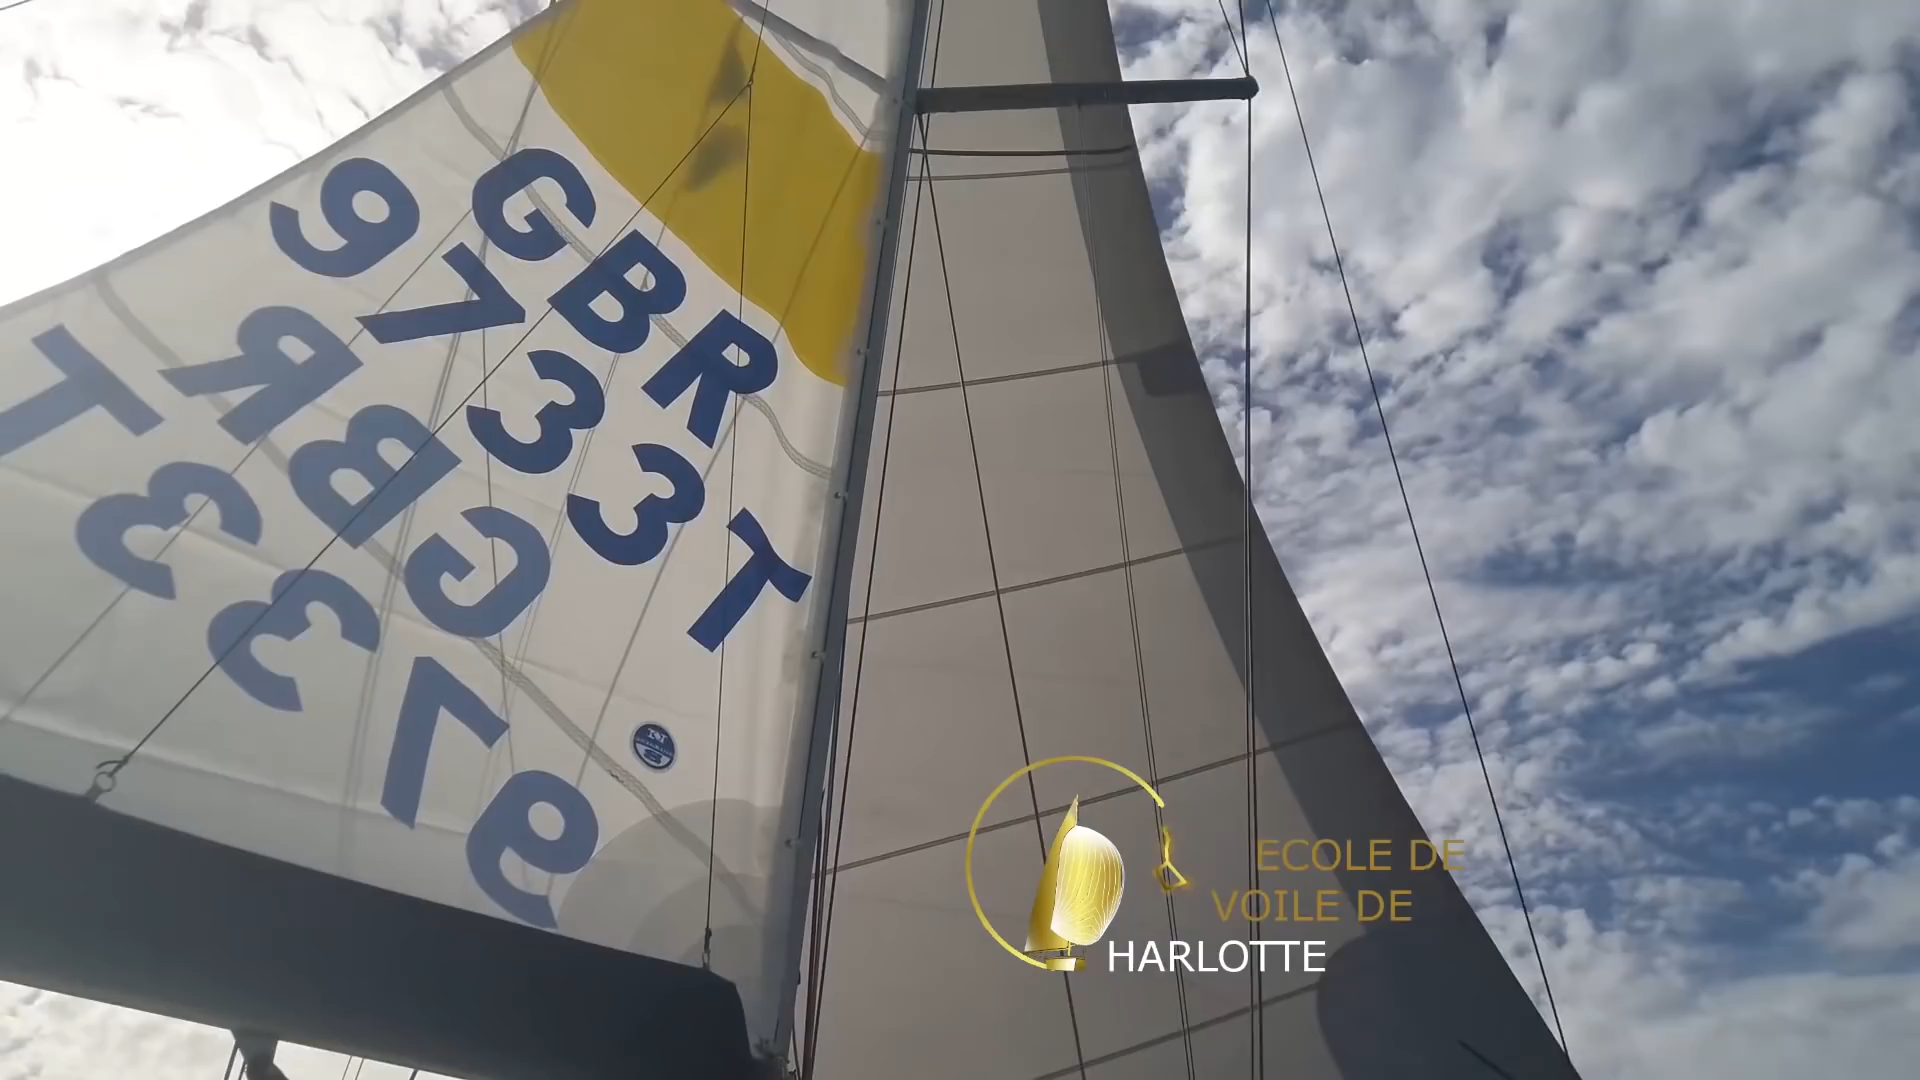 GBR
9733T
GBR
9733T
ECOLE DE
VOILE DE
HARLOTTE